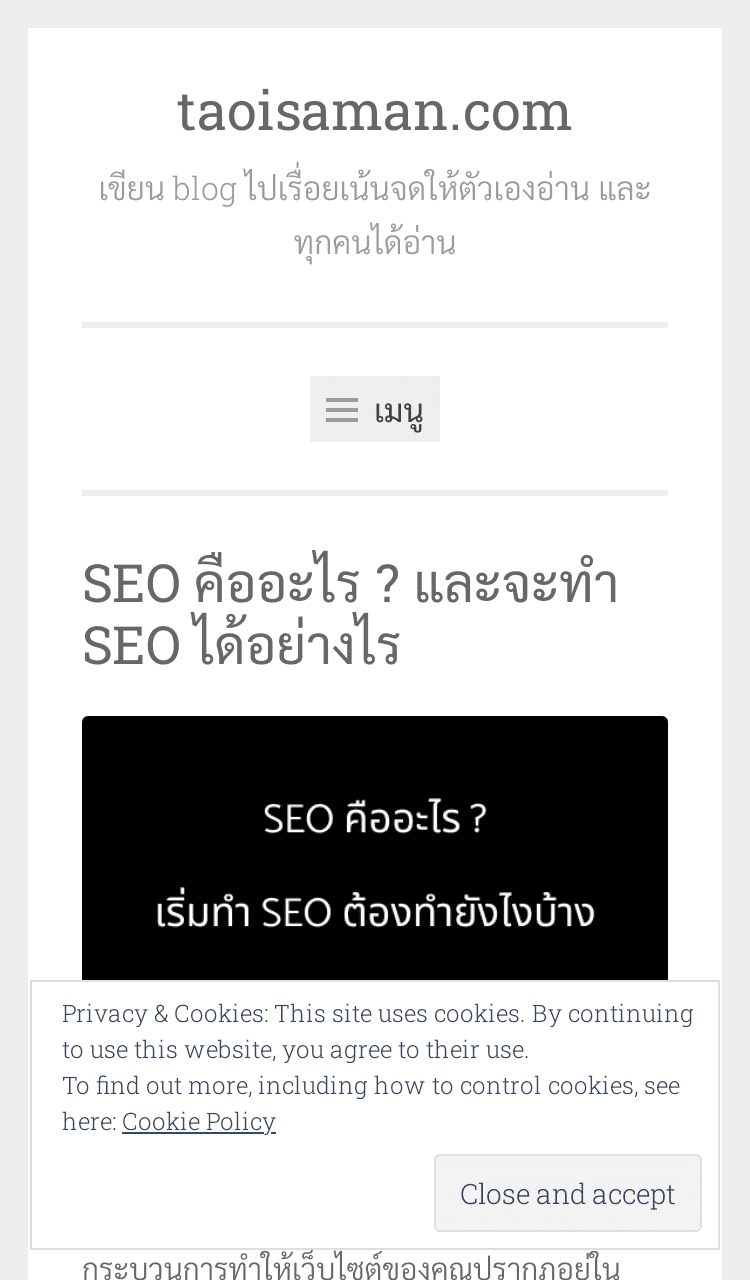 taoisaman.com
เขียน blog ไปเรื่อยเน้นจดให้ตัวเองอ่าน และ
ทุกคนได้อ่าน
เมนู
SEO คืออะไร ? และจะทำ
SEO ได้อย่างไร
SEO คืออะไร ?
เริ่มทำ SEO ต้องทำยังไงบ้าง
Privacy & Cookies: This site uses cookies. By continuing
to use this website, you agree to their use.
To find out more, including how to control cookies, see
here: Cookie Policy
Close and accept
กระบวนการทำให้เว็บไซต์ของคุณปรากฏอยู่ใน